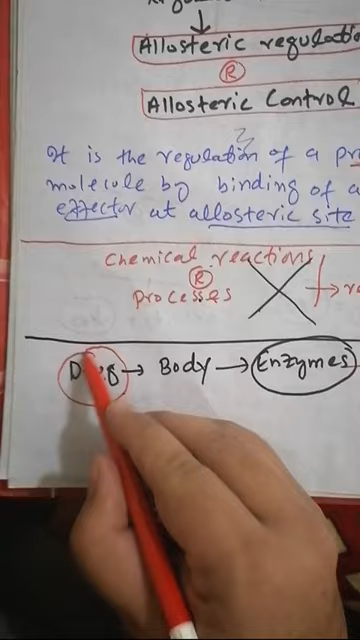 Allosteric regulatio
R
Allosteric Control
It is the regulation of a pr
molecule by binding of a
effector at allosteric site
chemical reactions
R
processes
D g → Body → Enzymes